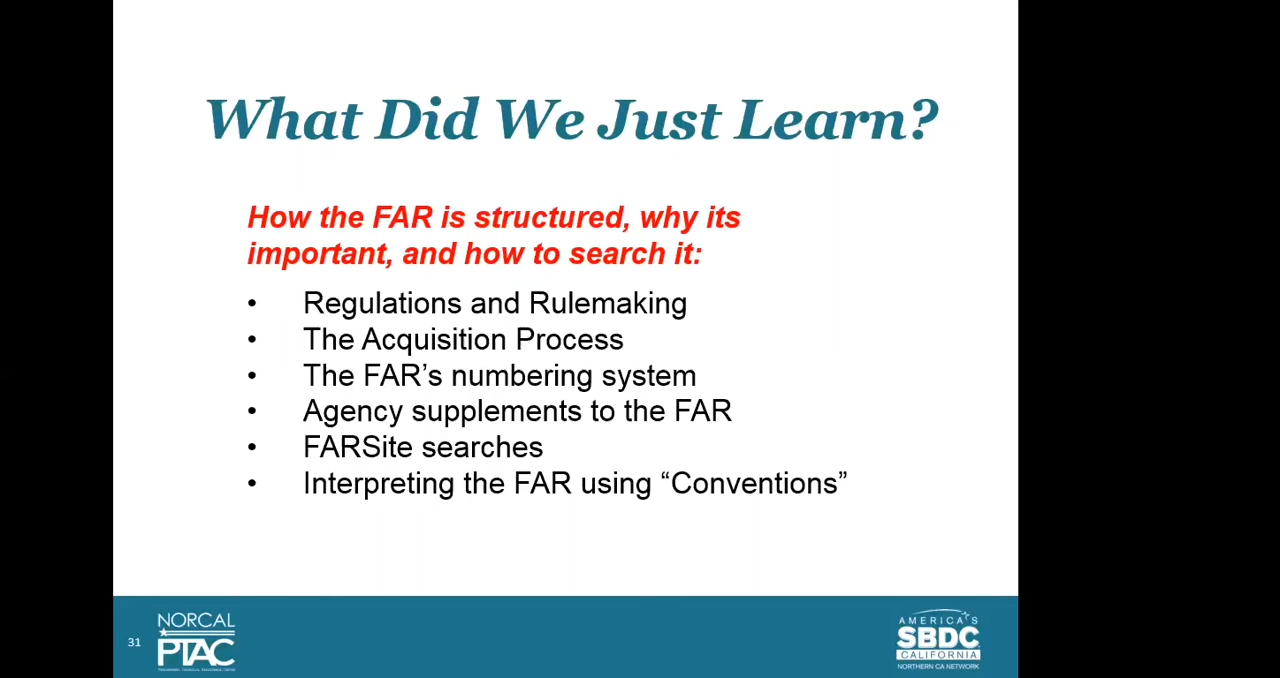 What Did We Just Learn?
How the FAR is structured, why its
important, and how to search it:
• Regulations and Rulemaking
• The Acquisition Process
• The FAR’s numbering system
• Agency supplements to the FAR
• FARSite searches
• Interpreting the FAR using “Conventions”
31
NORCAL
PTAC
AMERICA'S
SBDC
CALIFORNIA
NORTHERN CA NETWORK